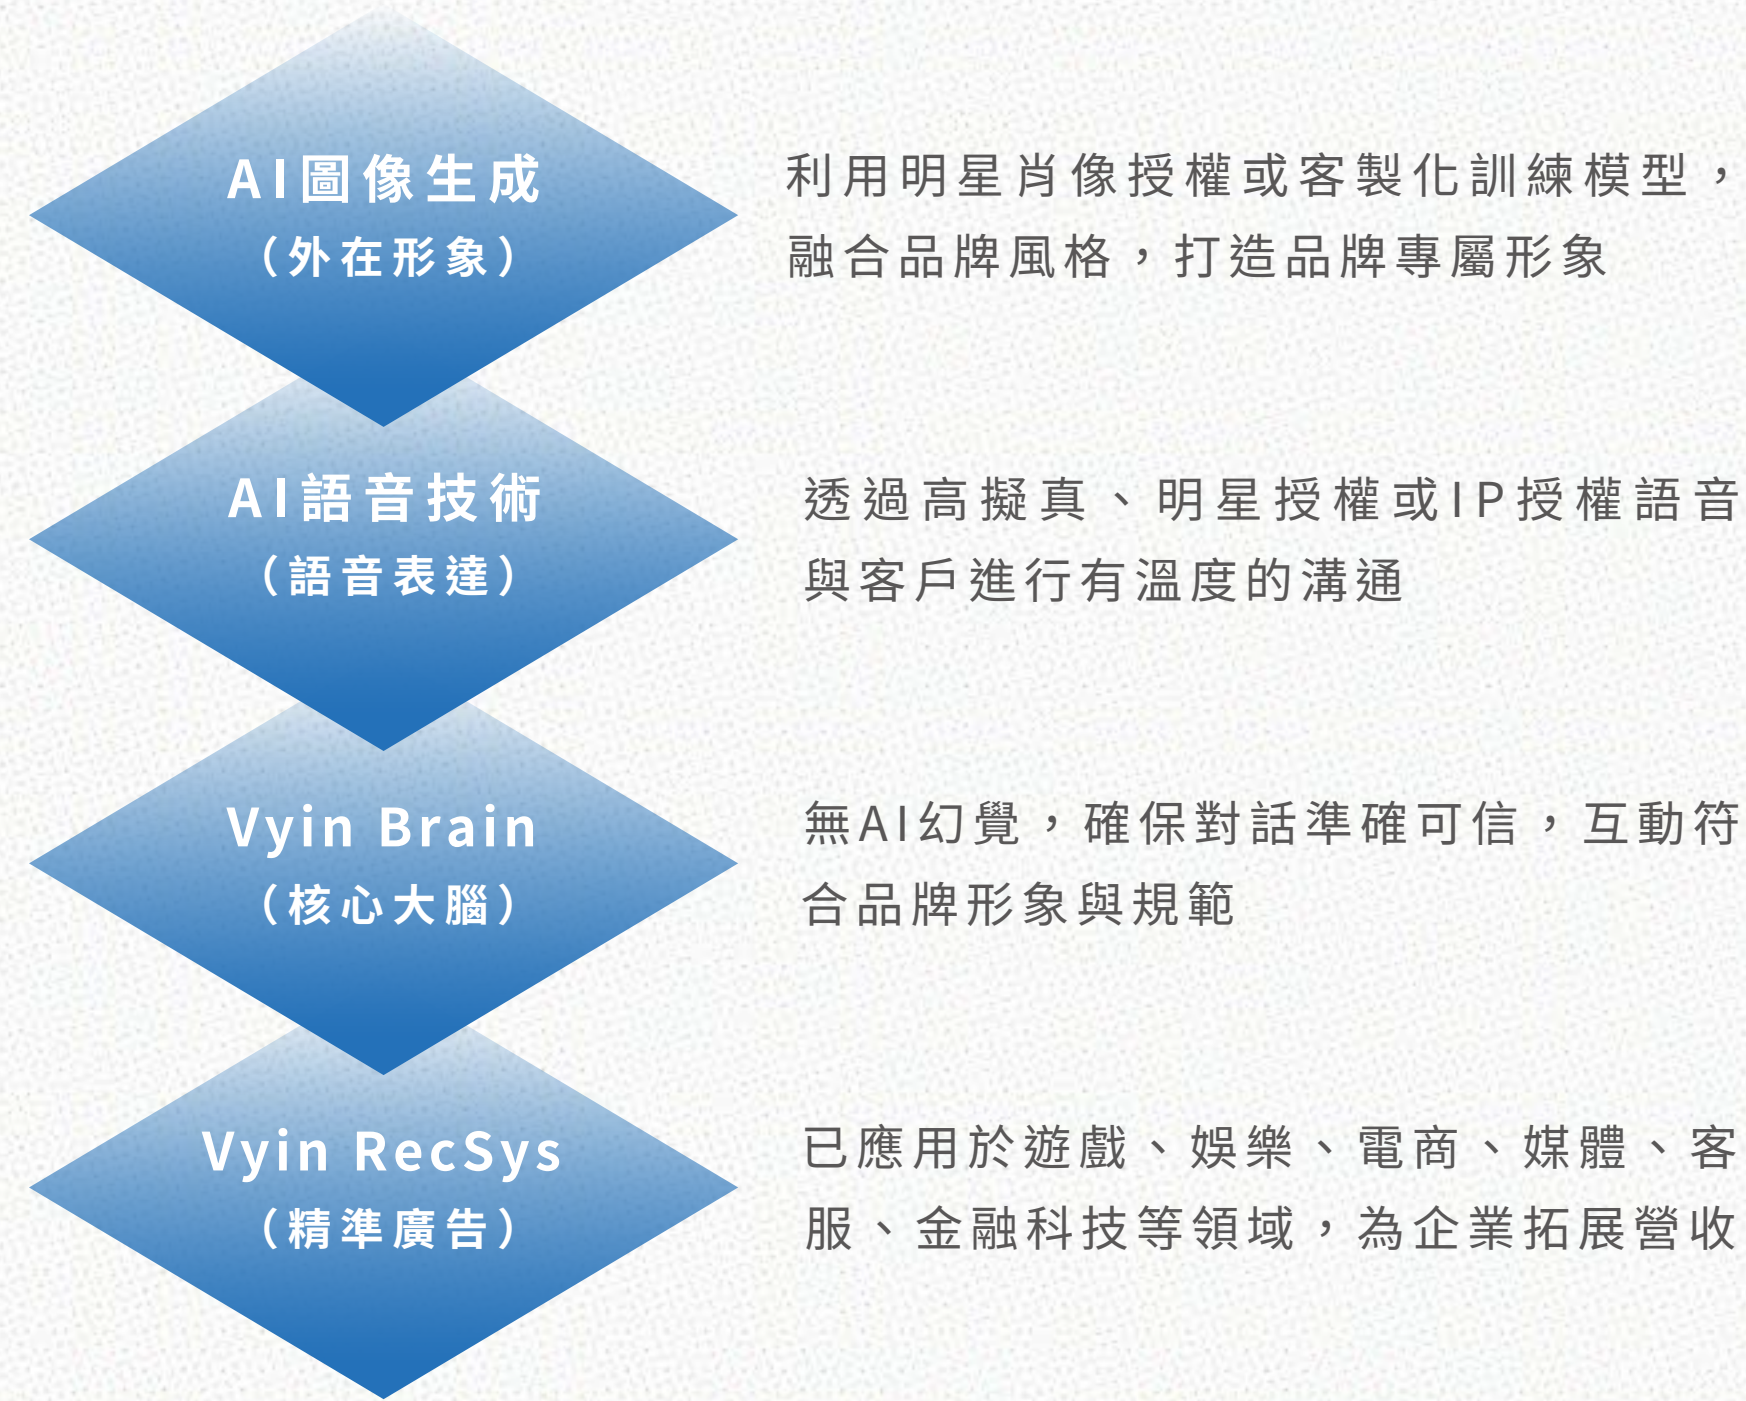 AI圖像生成
（外在形象）
利用明星肖像授權或客製化訓練模型，
融合品牌風格，打造品牌專屬形象
AI語音技術
（語音表達）
透過高擬真、明星授權或IP授權語音
與客戶進行有溫度的溝通
Vyin Brain
（核心大腦）
無AI幻覺，確保對話準確可信，互動符
合品牌形象與規範
Vyin RecSys
（精準廣告）
已應用於遊戲、娛樂、電商、媒體、客
服、金融科技等領域，為企業拓展營收